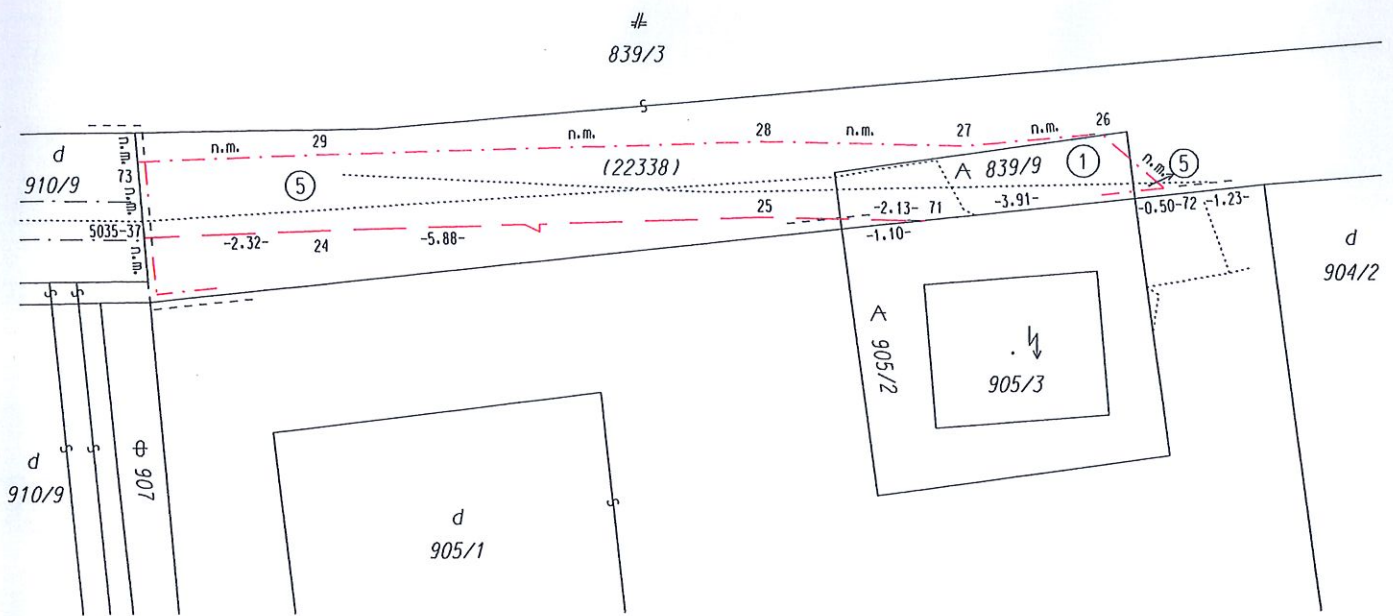 839/3
26
29
28
27
n.m.
n.m.
n.m.
n.m.
n.m.
d
910/9
73
n.m.
(22338)
5
A 839/9
1
n.m.
5
5035-37
-2.32-
24
-5.88-
25
-2.13- 71
-3.91-
-0.50-72
-1.23-
n.m.
-1.10-
d
904/2
A 905/2
905/3
d
910/9
907
d
905/1